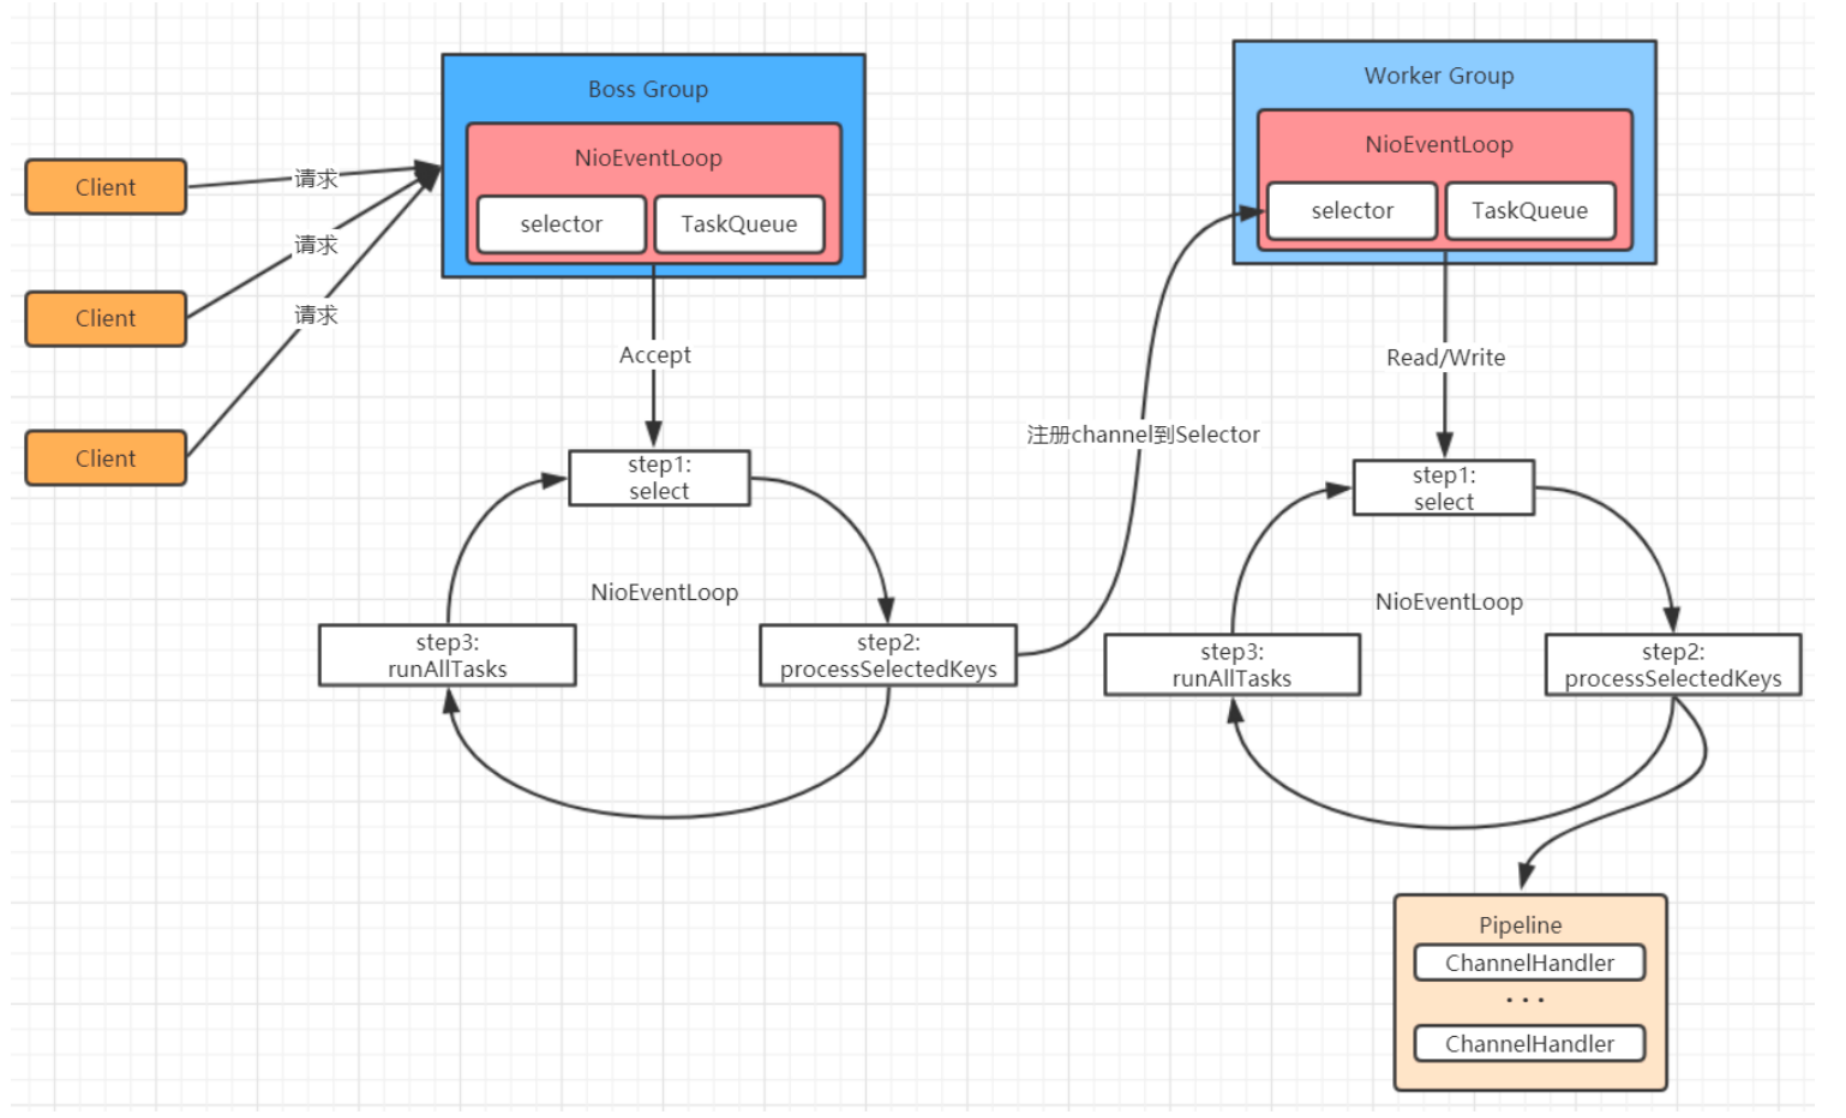 Client
Client
Client
请求
请求
请求
Boss Group
NioEventLoop
selector
TaskQueue
Accept
step1:
select
NioEventLoop
step2:
processSelectedKeys
step3:
runAllTasks
注册channel到Selector
Worker Group
NioEventLoop
selector
TaskQueue
Read/Write
step1:
select
NioEventLoop
step2:
processSelectedKeys
step3:
runAllTasks
Pipeline
ChannelHandler
...
ChannelHandler